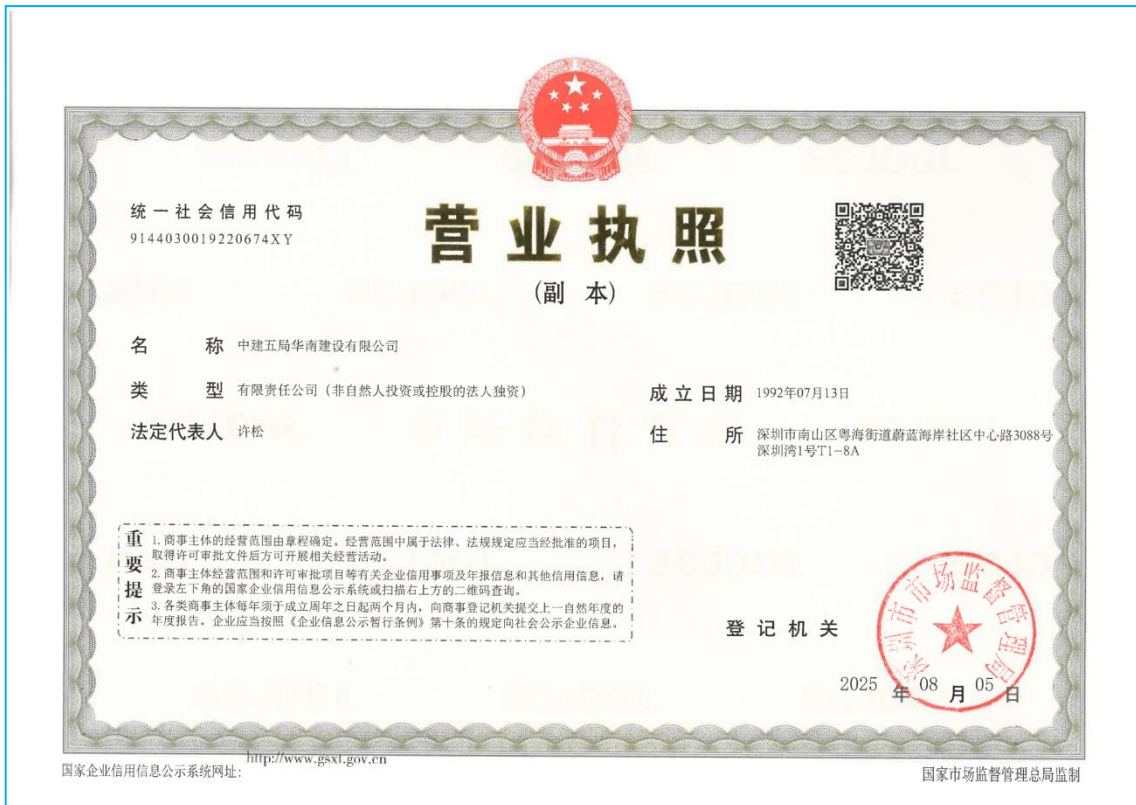 统一社会信用代码
9144030019220674XY
营业执照
(副 本)
名 称 中建五局华南建设有限公司
类 型 有限责任公司（非自然人投资或控股的法人独资）
法定代表人 许松
成立日期 1992年07月13日
住 所 深圳市南山区粤海街道蔚蓝海岸社区中心路3088号
深圳湾1号T1-8A
重要提示
1. 商事主体的经营范围由章程确定。经营范围中属于法律、法规规定应当经批准的项目，
取得许可审批文件后方可开展相关经营活动。
2. 商事主体经营范围和许可审批项目等有关企业信用事项及年报信息和其他信用信息，请
登录左下角的国家企业信用信息公示系统或扫描右上方的二维码查询。
3. 各类商事主体每年须于成立周年之日起两个月内，向商事登记机关提交上一自然年度的
年度报告。企业应当按照《企业信息公示暂行条例》第十条的规定向社会公示企业信息。
登记机关
深圳市市场监督管理局
2025 年 08 月 05 日
国家企业信用信息公示系统网址: http://www.gsxt.gov.cn
国家市场监督管理总局监制